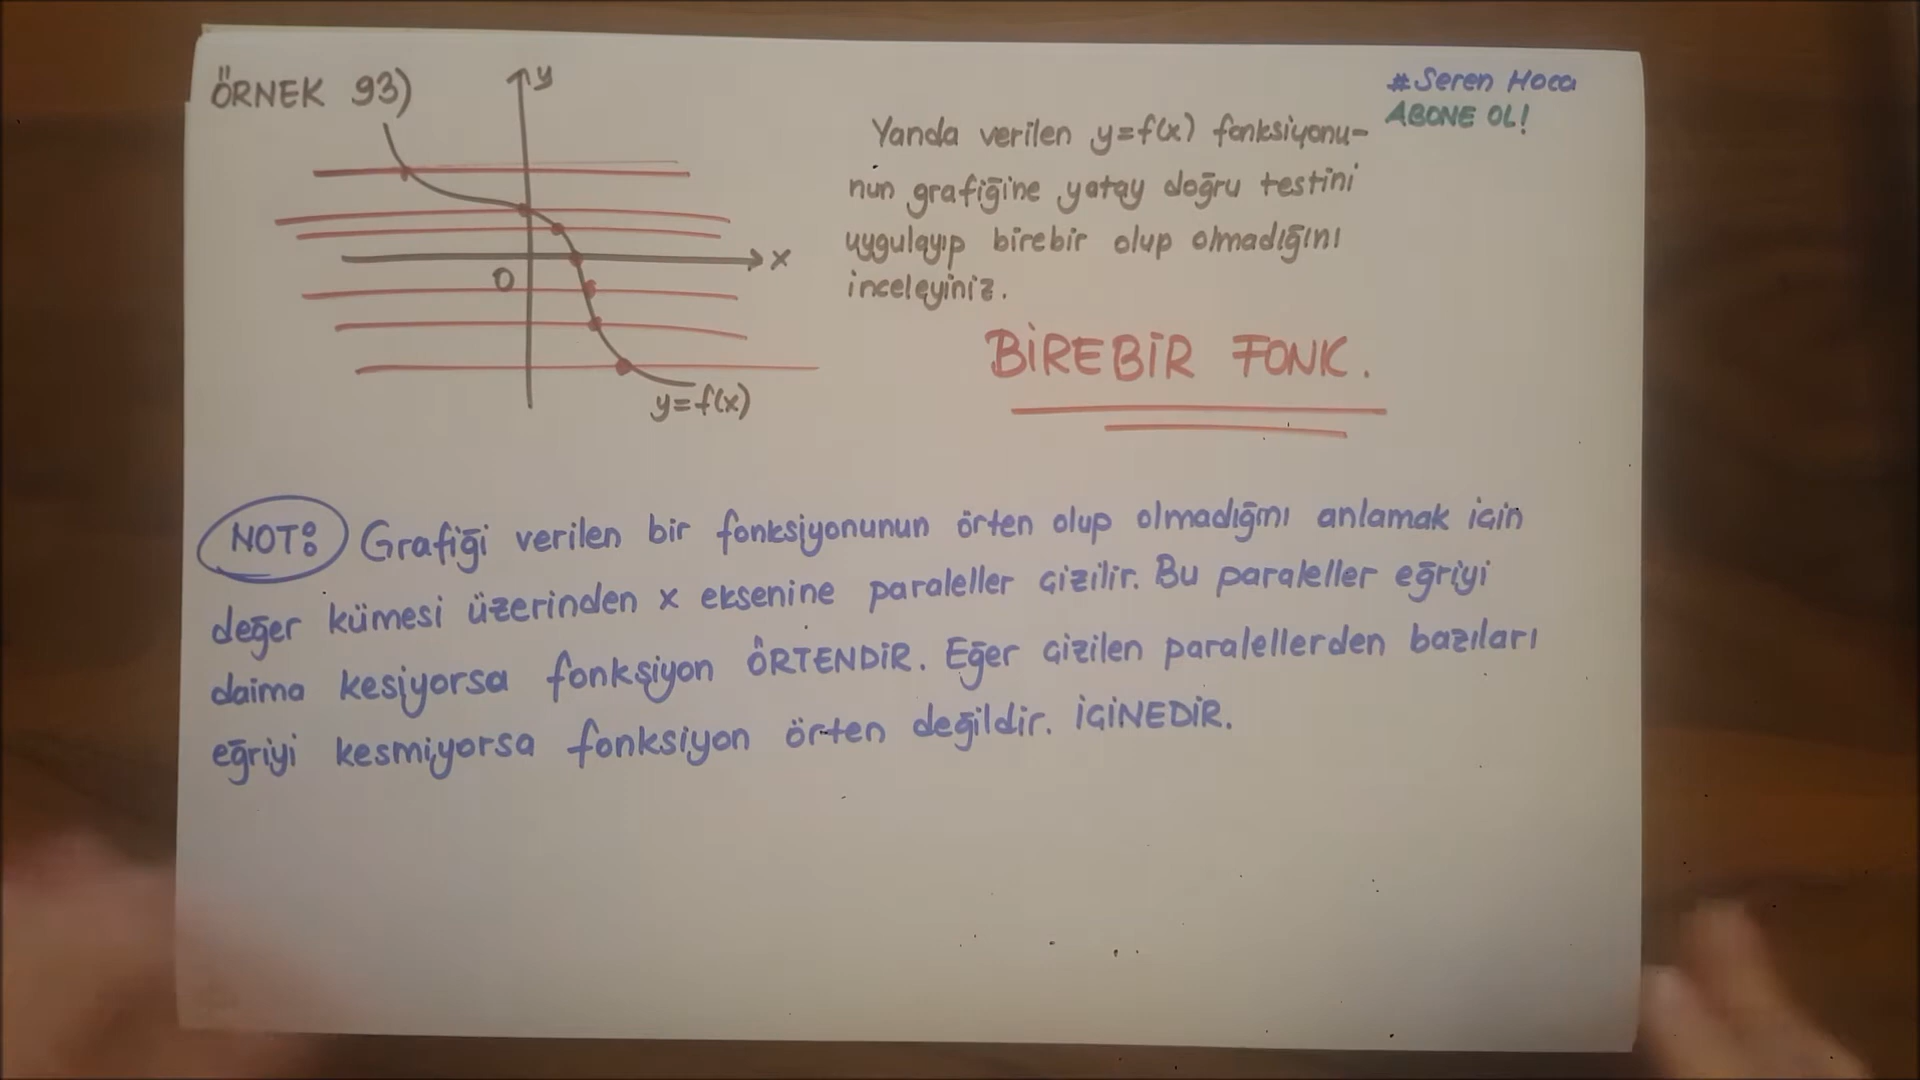 ÖRNEK 93)
y
x
0
y=f(x)
#Seren Hoca
ABONE OL!
Yanda verilen y=f(x) fonksiyonu-
nun grafiğine yatay doğru testini
uygulayıp birebir olup olmadığını
inceleyiniz.
BİREBİR FONK.
NOT: Grafiği verilen bir fonksiyonunun örten olup olmadığını anlamak için
değer kümesi üzerinden x eksenine paraleller çizilir. Bu paraleller eğriyi
daima kesiyorsa fonksiyon ÖRTENDİR. Eğer çizilen paralellerden bazıları
eğriyi kesmiyorsa fonksiyon örten değildir. İÇİNEDİR.